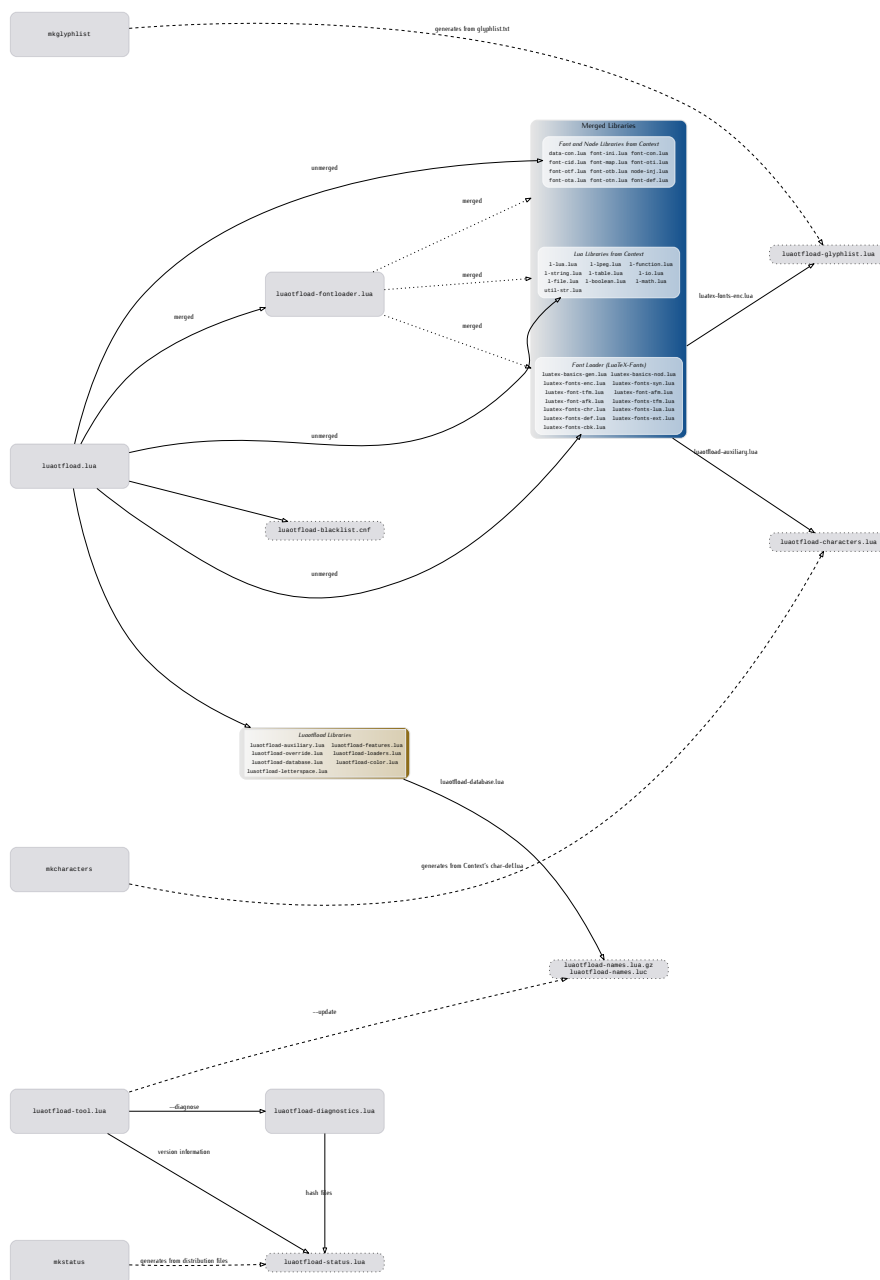 mkglyphlist
generates from glyphlist.txt
Merged Libraries
Font and Node Libraries from Context
data-con.lua font-ini.lua font-con.lua
font-cid.lua font-map.lua font-oti.lua
font-otf.lua font-otb.lua node-inj.lua
font-ota.lua font-otn.lua font-def.lua
unmerged
merged
luaotfload-glyphlist.lua
Lua Libraries from Context
l-lua.lua l-lpeg.lua l-function.lua
l-string.lua l-table.lua l-io.lua
l-file.lua l-boolean.lua l-math.lua
util-str.lua
merged
luaotfload-fontloader.lua
luatex-fonts-enc.lua
merged
merged
Font Loader (LuaTeX-Fonts)
luatex-basics-gen.lua luatex-basics-nod.lua
luatex-fonts-enc.lua luatex-fonts-syn.lua
luatex-font-tfm.lua luatex-font-afm.lua
luatex-font-afk.lua luatex-fonts-tfm.lua
luatex-fonts-chr.lua luatex-fonts-lua.lua
luatex-fonts-def.lua luatex-fonts-ext.lua
luatex-fonts-cbk.lua
unmerged
luaotfload-auxiliary.lua
luaotfload.lua
luaotfload-blacklist.cnf
luaotfload-characters.lua
unmerged
Luaotfload Libraries
luaotfload-auxiliary.lua luaotfload-features.lua
luaotfload-override.lua luaotfload-loaders.lua
luaotfload-database.lua luaotfload-color.lua
luaotfload-letterspace.lua
luaotfload-database.lua
generates from Context's char-def.lua
mkcharacters
luaotfload-names.lua.gz
luaotfload-names.luc
--update
luaotfload-tool.lua
--diagnose
luaotfload-diagnostics.lua
version information
hash files
mkstatus
generates from distribution files
luaotfload-status.lua